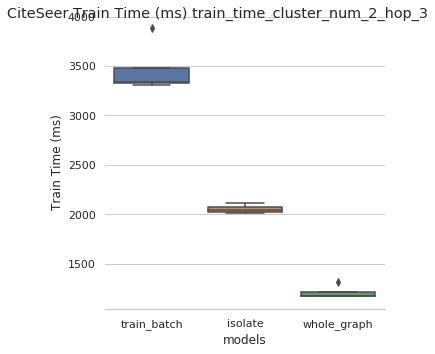 CiteSeer Train Time (ms) train_time_cluster_num_2_hop_3
4000
3500
3000
2500
2000
1500
Train Time (ms)
train_batch
isolate
whole_graph
models